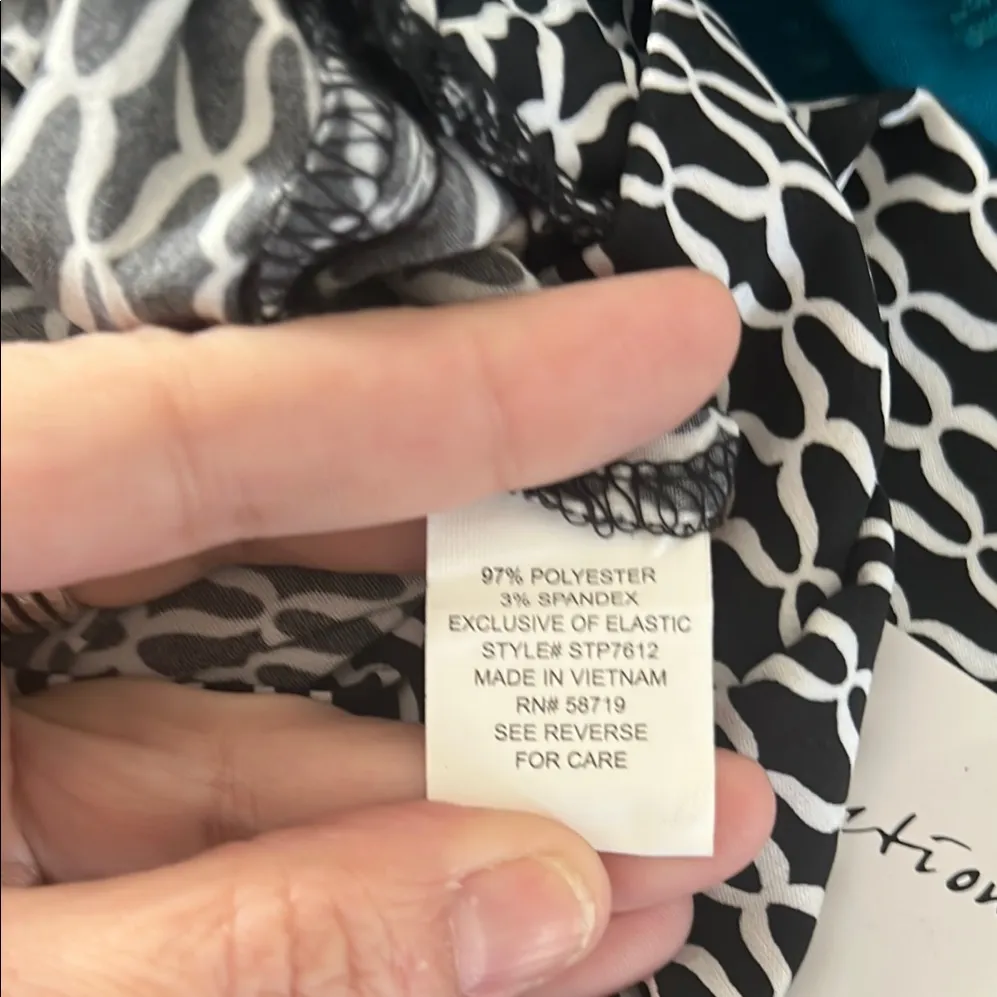 97% POLYESTER
3% SPANDEX
EXCLUSIVE OF ELASTIC
STYLE# STP7612
MADE IN VIETNAM
RN# 58719
SEE REVERSE
FOR CARE